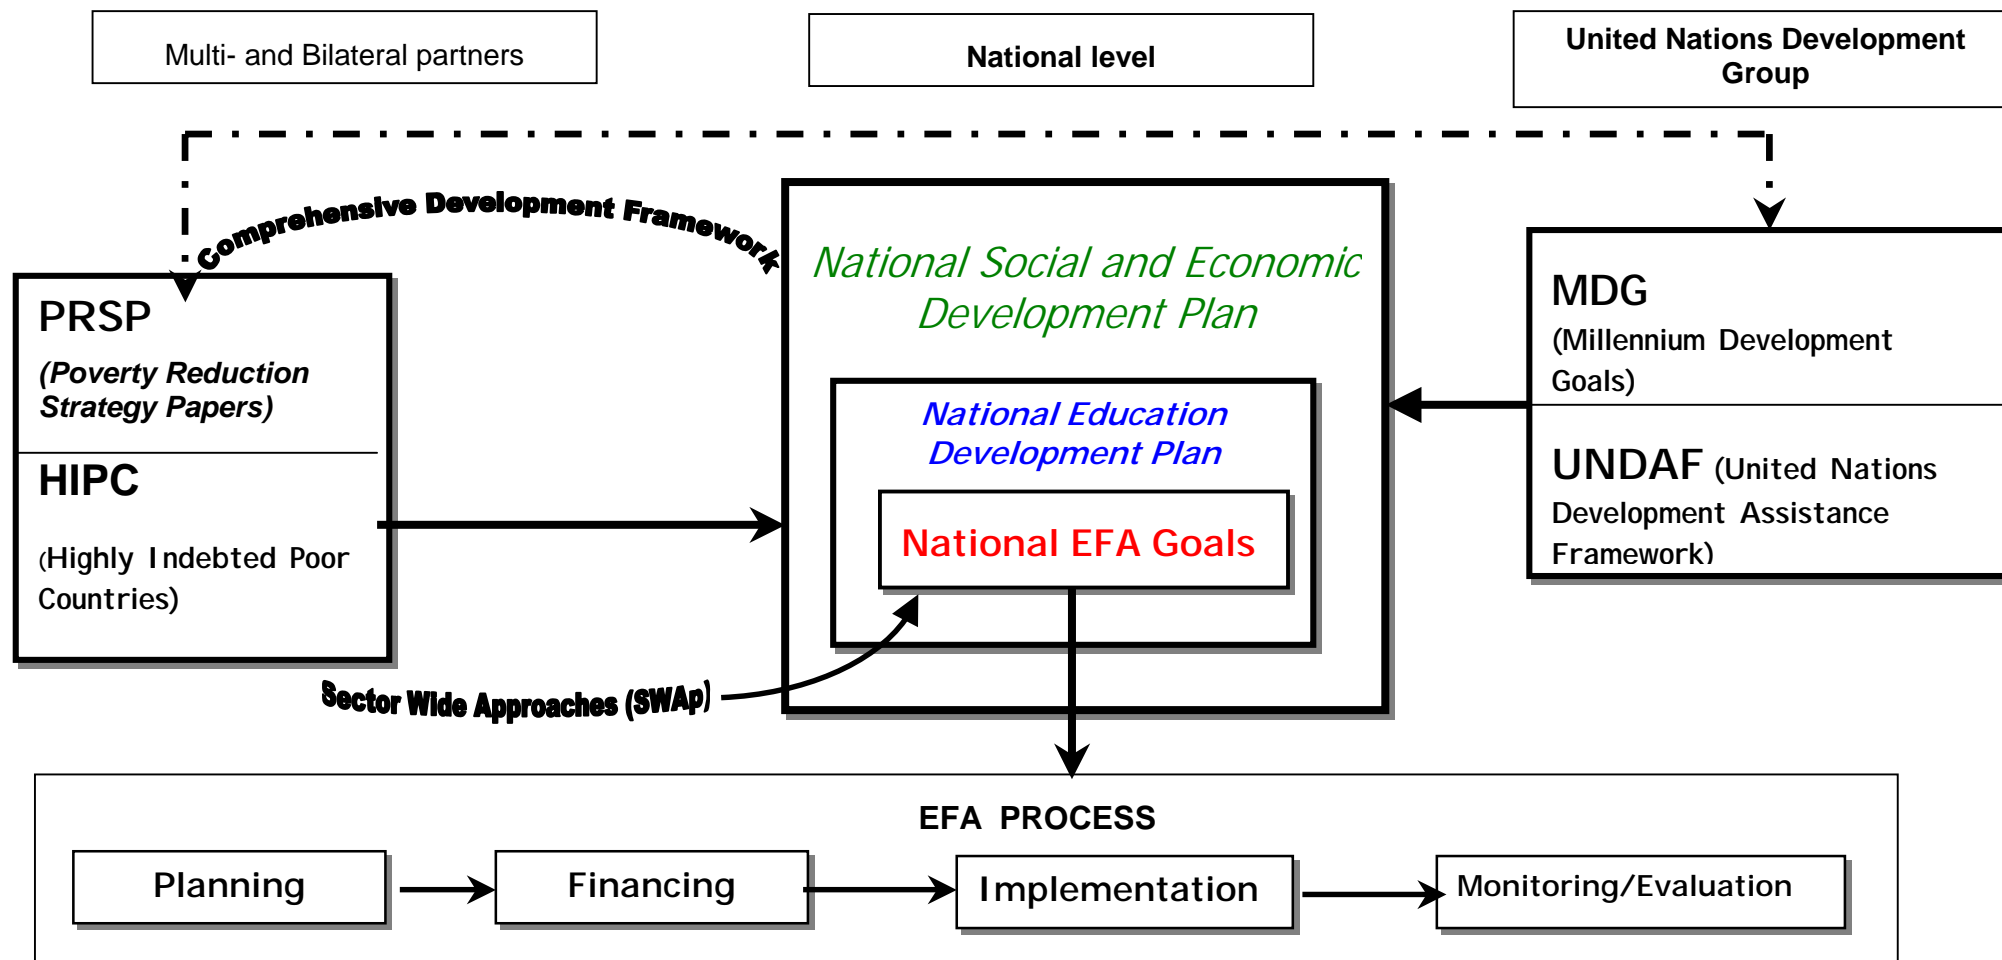 Multi- and Bilateral partners
National level
United Nations Development
Group
Comprehensive Development Framework
PRSP
(Poverty Reduction
Strategy Papers)
HIPC
(Highly Indebted Poor
Countries)
National Social and Economic
Development Plan
National Education
Development Plan
National EFA Goals
MDG
(Millennium Development
Goals)
UNDAF (United Nations
Development Assistance
Framework)
Sector Wide Approaches (SWAp)
EFA PROCESS
Planning
Financing
Implementation
Monitoring/Evaluation